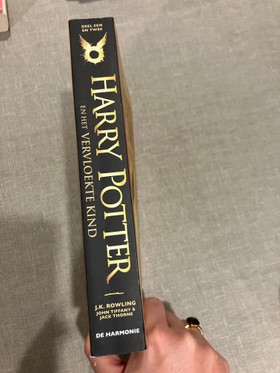 DEEL EEN
EN TWEE
HARRY POTTER
EN HET VERVLOEKTE KIND
J.K. ROWLING
JOHN TIFFANY &
JACK THORNE
DE HARMONIE